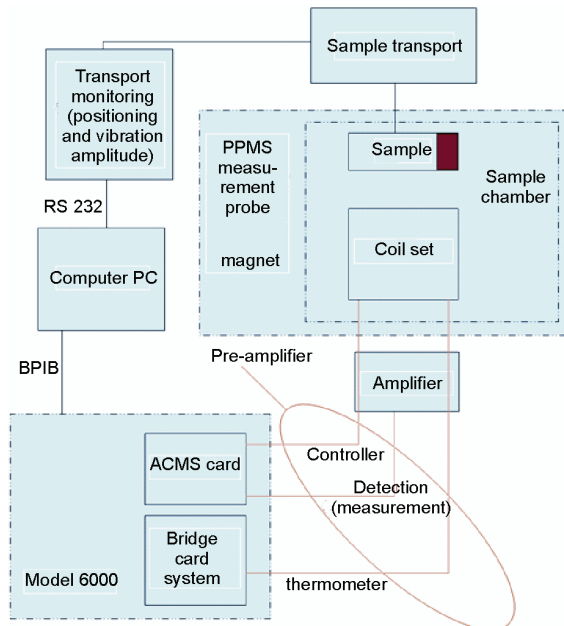 Sample transport
Transport
monitoring
(positioning
and vibration
amplitude)
PPMS
measu-
rement
probe
magnet
Sample
Sample
chamber
Coil set
RS 232
Computer PC
BPIB
Pre-amplifier
Amplifier
ACMS card
Controller
Detection
(measurement)
Bridge
card
system
Model 6000
thermometer